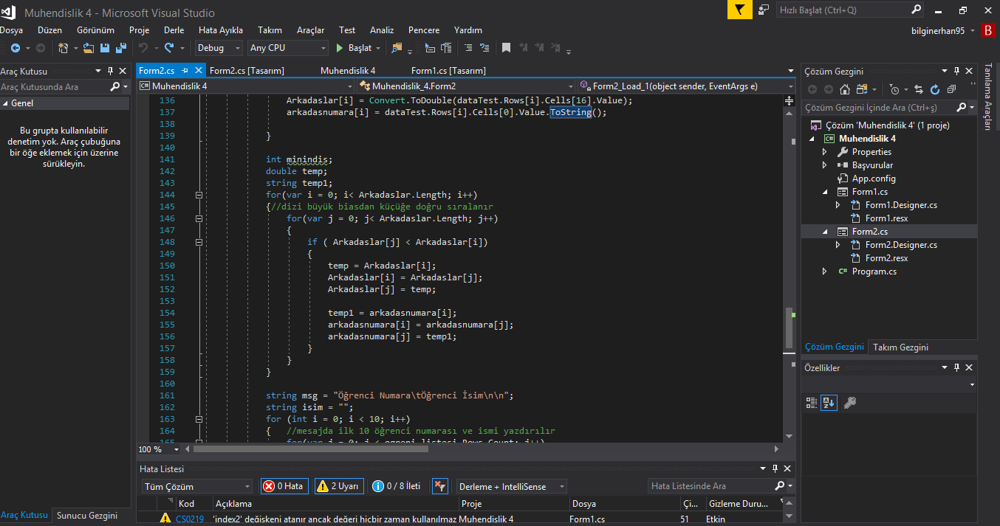 Muhendislik 4 - Microsoft Visual Studio
Hızlı Başlat (Ctrl+Q)
Dosya Düzen Görünüm Proje Derle Hata Ayıkla Takım Araçlar Test Analiz Pencere Yardım
bilginerhan95 B
Debug Any CPU Başlat
Araç Kutusu
Araç Kutusunda Ara
Genel
Bu grupta kullanılabilir
denetim yok. Araç çubuğuna
bir öğe eklemek için üzerine
sürükleyin.
Araç Kutusu Sunucu Gezgini
Form2.cs Form2.cs [Tasarım] Muhendislik 4 Form1.cs [Tasarım]
C# Muhendislik 4 Muhendislik_4.Form2 Form2_Load_1(object sender, EventArgs e)
136 Arkadaslar[i] = Convert.ToDouble(dataTest.Rows[i].Cells[16].Value);
137 arkadasnumara[i] = dataTest.Rows[i].Cells[0].Value.ToString();
138
139 }
140
141 int minindis;
142 double temp;
143 string temp1;
144 for(var i = 0; i< Arkadaslar.Length; i++)
145 {//dizi büyük biasdan küçüğe doğru sıralanır
146 for(var j = 0; j< Arkadaslar.Length; j++)
147 {
148 if ( Arkadaslar[j] < Arkadaslar[i])
149 {
150 temp = Arkadaslar[i];
151 Arkadaslar[i] = Arkadaslar[j];
152 Arkadaslar[j] = temp;
153
154 temp1 = arkadasnumara[i];
155 arkadasnumara[i] = arkadasnumara[j];
156 arkadasnumara[j] = temp1;
157 }
158 }
159 }
160
161 string msg = "Öğrenci Numara\tÖğrenci İsim\n\n";
162 string isim = "";
163 for (int i = 0; i < 10; i++)
164 { //mesajda ilk 10 öğrenci numarası ve ismi yazdırılır
165
100 %
Hata Listesi
Tüm Çözüm 0 Hata 2 Uyarı 0 / 8 İleti Derleme + IntelliSense Hata Listesinde Ara
Kod Açıklama Proje Dosya Çi... Gizleme Duru...
CS0219 'index2' değişkeni atanır ancak değeri hiçbir zaman kullanılmaz Muhendislik 4 Form1.cs 51 Etkin
Çözüm Gezgini
Çözüm Gezgini İçinde Ara (Ctrl+ş)
Çözüm 'Muhendislik 4' (1 proje)
C# Muhendislik 4
Properties
Başvurular
App.config
Form1.cs
Form1.Designer.cs
Form1.resx
Form2.cs
Form2.Designer.cs
Form2.resx
C# Program.cs
Çözüm Gezgini Takım Gezgini
Özellikler
Tanılama Araçları